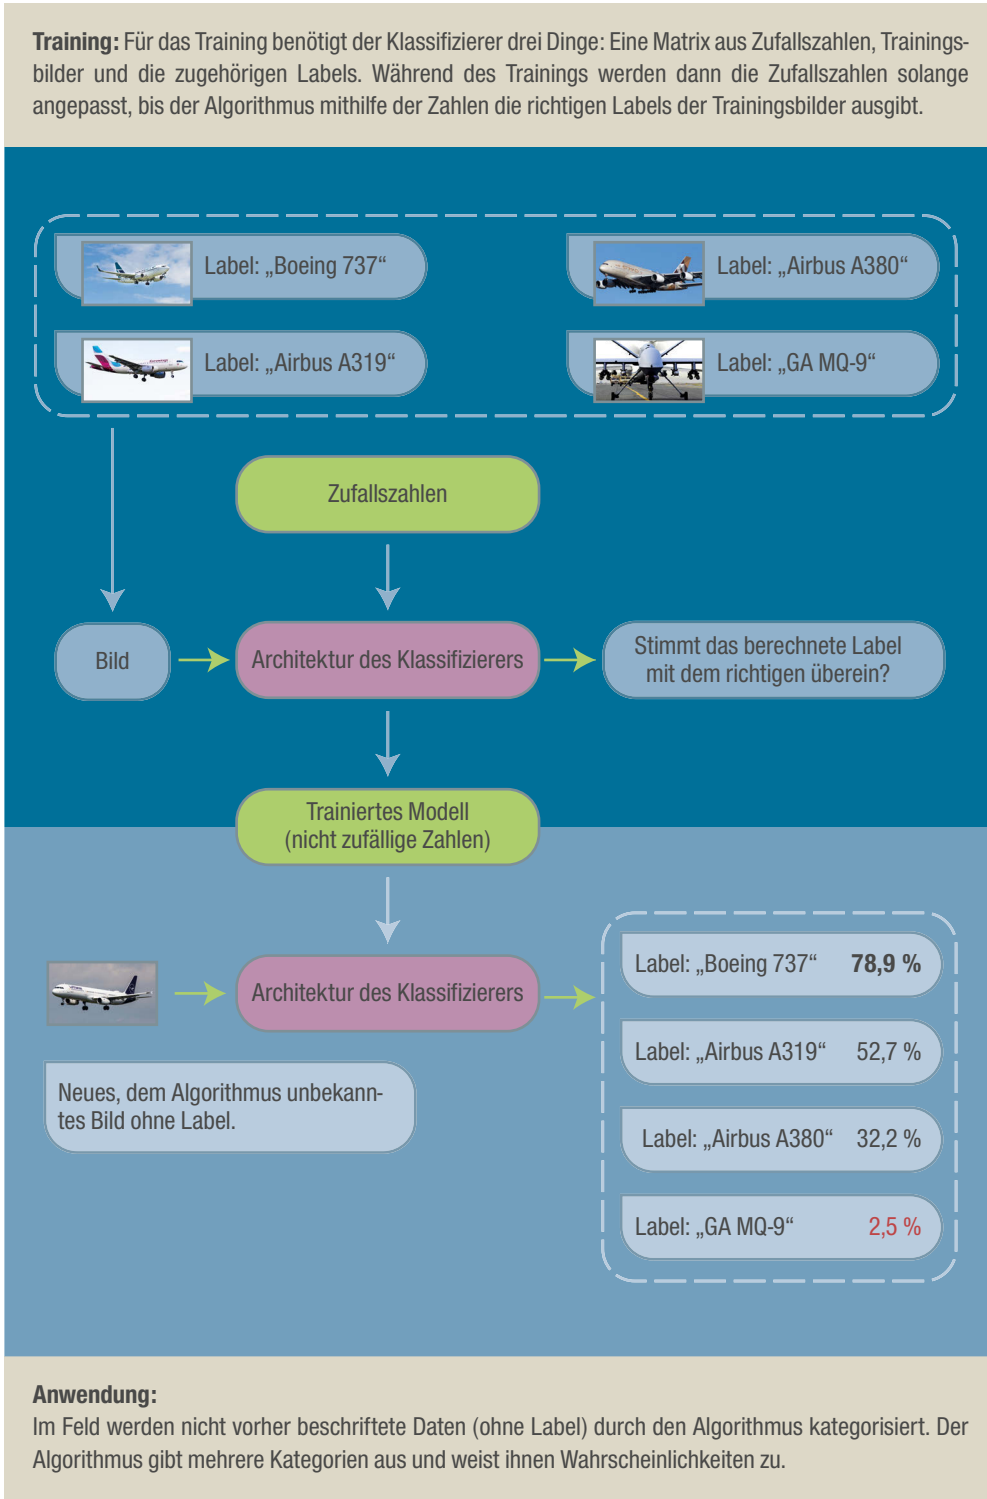 Training: Für das Training benötigt der Klassifizierer drei Dinge: Eine Matrix aus Zufallszahlen, Trainings-
bilder und die zugehörigen Labels. Während des Trainings werden dann die Zufallszahlen solange
angepasst, bis der Algorithmus mithilfe der Zahlen die richtigen Labels der Trainingsbilder ausgibt.
Label: „Boeing 737“
Label: „Airbus A380“
Label: „Airbus A319“
Label: „GA MQ-9“
Zufallszahlen
Bild
Architektur des Klassifizierers
Stimmt das berechnete Label
mit dem richtigen überein?
Trainiertes Modell
(nicht zufällige Zahlen)
Architektur des Klassifizierers
Label: „Boeing 737“ 78,9 %
Label: „Airbus A319“ 52,7 %
Label: „Airbus A380“ 32,2 %
Label: „GA MQ-9“ 2,5 %
Neues, dem Algorithmus unbekann-
tes Bild ohne Label.
Anwendung:
Im Feld werden nicht vorher beschriftete Daten (ohne Label) durch den Algorithmus kategorisiert. Der
Algorithmus gibt mehrere Kategorien aus und weist ihnen Wahrscheinlichkeiten zu.